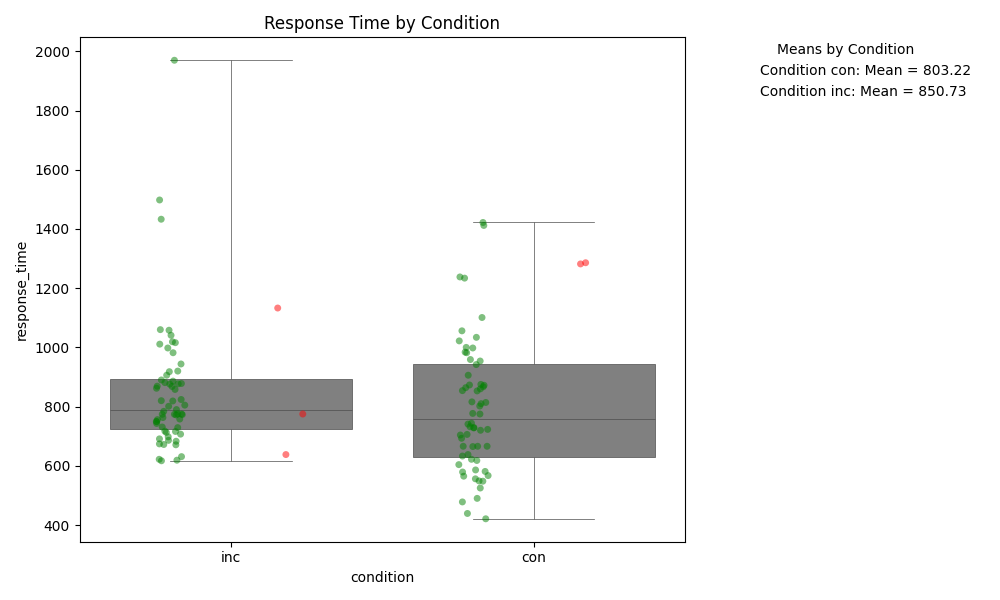 Response Time by Condition
Means by Condition
Condition con: Mean = 803.22
Condition inc: Mean = 850.73
response_time
2000
1800
1600
1400
1200
1000
800
600
400
inc
con
condition